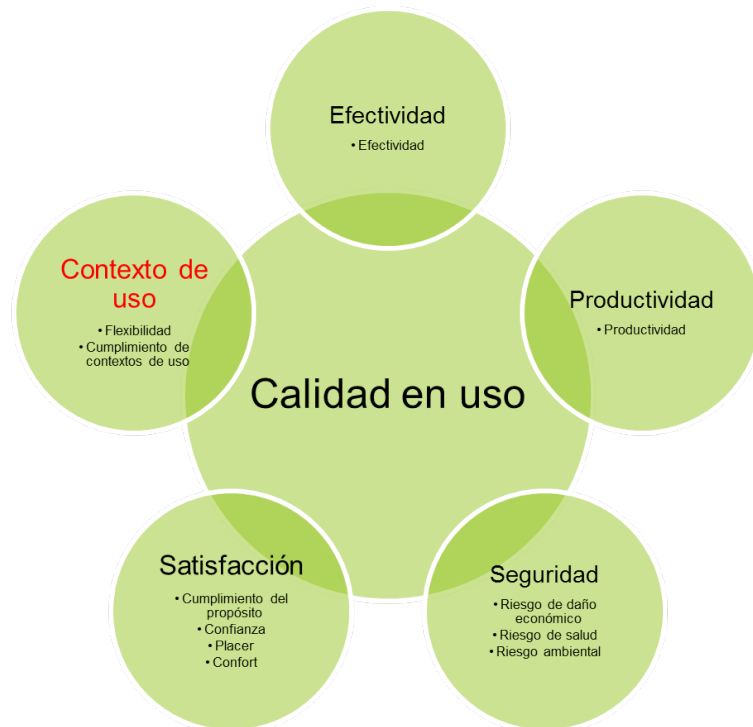 Efectividad
• Efectividad
Contexto de
uso
• Flexibilidad
• Cumplimiento de
contextos de uso
Productividad
• Productividad
Calidad en uso
Satisfacción
• Cumplimiento del
propósito
• Confianza
• Placer
• Confort
Seguridad
• Riesgo de daño
económico
• Riesgo de salud
• Riesgo ambiental